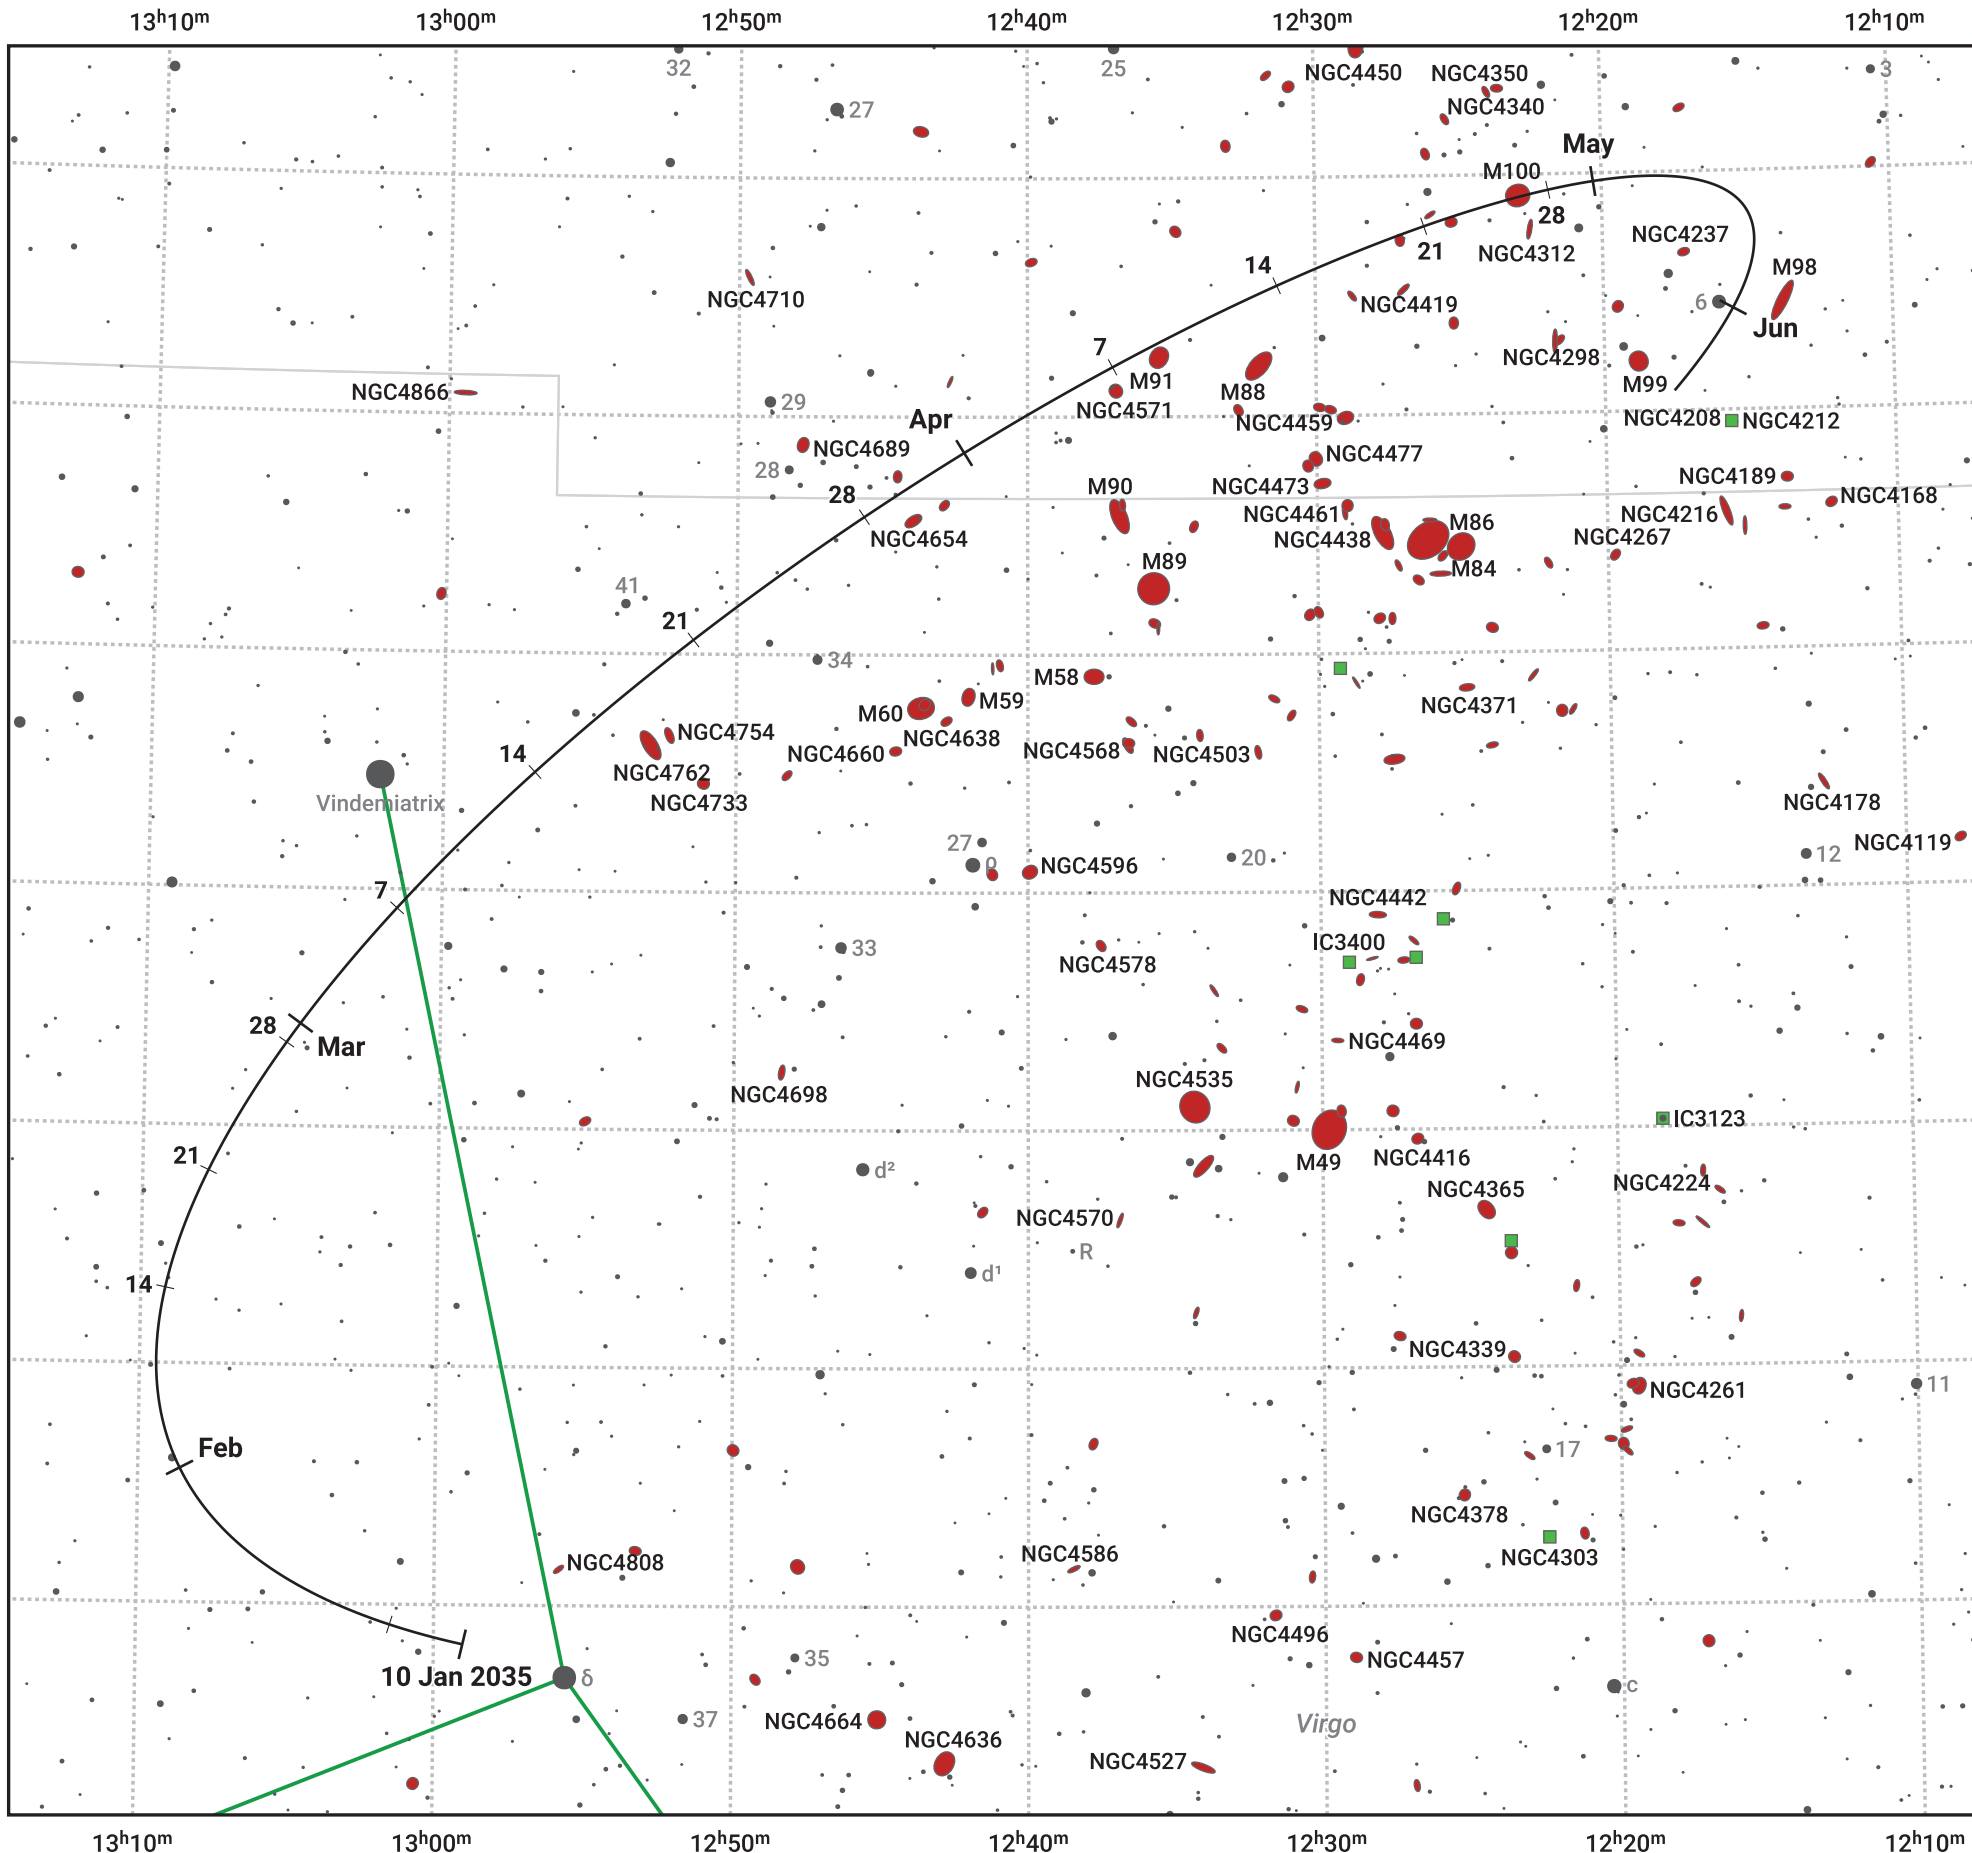 13ʰ10ᵐ 13ʰ00ᵐ 12ʰ50ᵐ 12ʰ40ᵐ 12ʰ30ᵐ 12ʰ20ᵐ 12ʰ10ᵐ
32 25 NGC4450 NGC4350 3
27 NGC4340
May
M100
28
NGC4312 NGC4237
21
14 M98
NGC4710 NGC4419 6
Jun
7 NGC4298
M91 M88 M99
NGC4866 29 NGC4571
Apr NGC4459 NGC4208 NGC4212
NGC4689 NGC4477
28 NGC4189
28 M90 NGC4473 NGC4168
NGC4461 NGC4216
NGC4654 NGC4438 M86 NGC4267
M89 M84
41
21
34
M58 NGC4371
M60 M59
NGC4754 NGC4638
14 NGC4660 NGC4568 NGC4503
NGC4762
Vindemiatrix NGC4733 NGC4178
27 NGC4119
ρ NGC4596 20 12
7 NGC4442
33 IC3400
NGC4578
28 Mar NGC4469
NGC4698 NGC4535
IC3123
21 d² M49 NGC4416
NGC4365 NGC4224
NGC4570
R
14 d¹
NGC4339
NGC4261 11
Feb 17
NGC4378
NGC4808 NGC4586 NGC4303
NGC4496
35 NGC4457
10 Jan 2035 δ c
37 NGC4664 Virgo
NGC4636
NGC4527
13ʰ10ᵐ 13ʰ00ᵐ 12ʰ50ᵐ 12ʰ40ᵐ 12ʰ30ᵐ 12ʰ20ᵐ 12ʰ10ᵐ